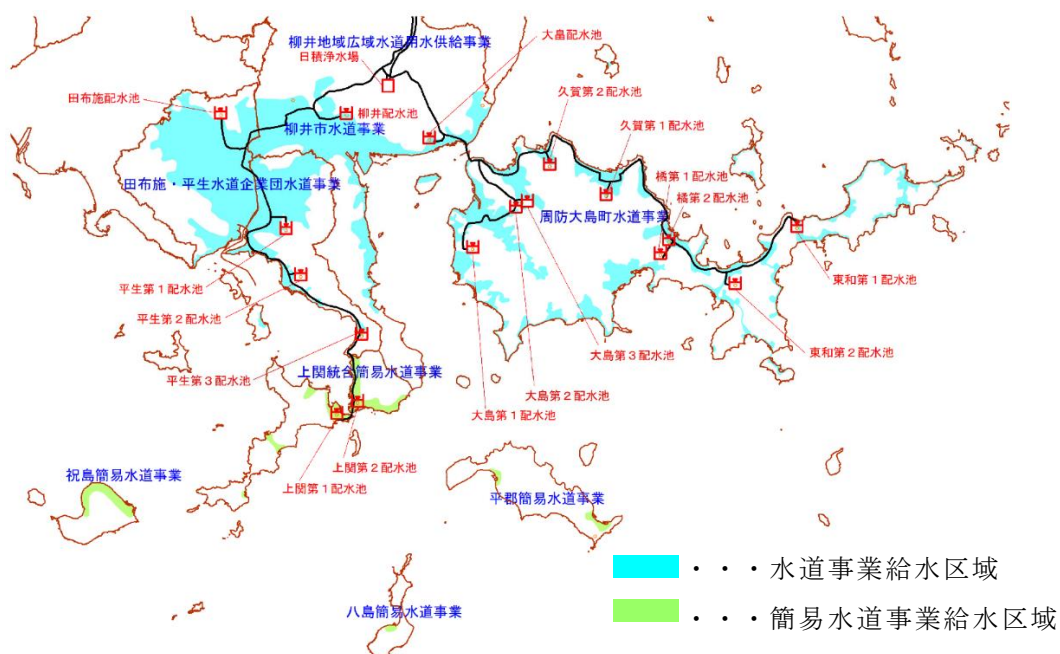 柳井地域広域水道用水供給事業
日積浄水場
大畠配水池
田布施配水池
柳井配水池
久賀第２配水池
柳井市水道事業
久賀第１配水池
橘第１配水池
橘第２配水池
田布施・平生水道企業団水道事業
周防大島町水道事業
東和第１配水池
平生第１配水池
平生第２配水池
東和第２配水池
大島第３配水池
上関統合簡易水道事業
平生第３配水池
大島第２配水池
大島第１配水池
上関第２配水池
祝島簡易水道事業
上関第１配水池
平郡簡易水道事業
・・・水道事業給水区域
八島簡易水道事業
・・・簡易水道事業給水区域